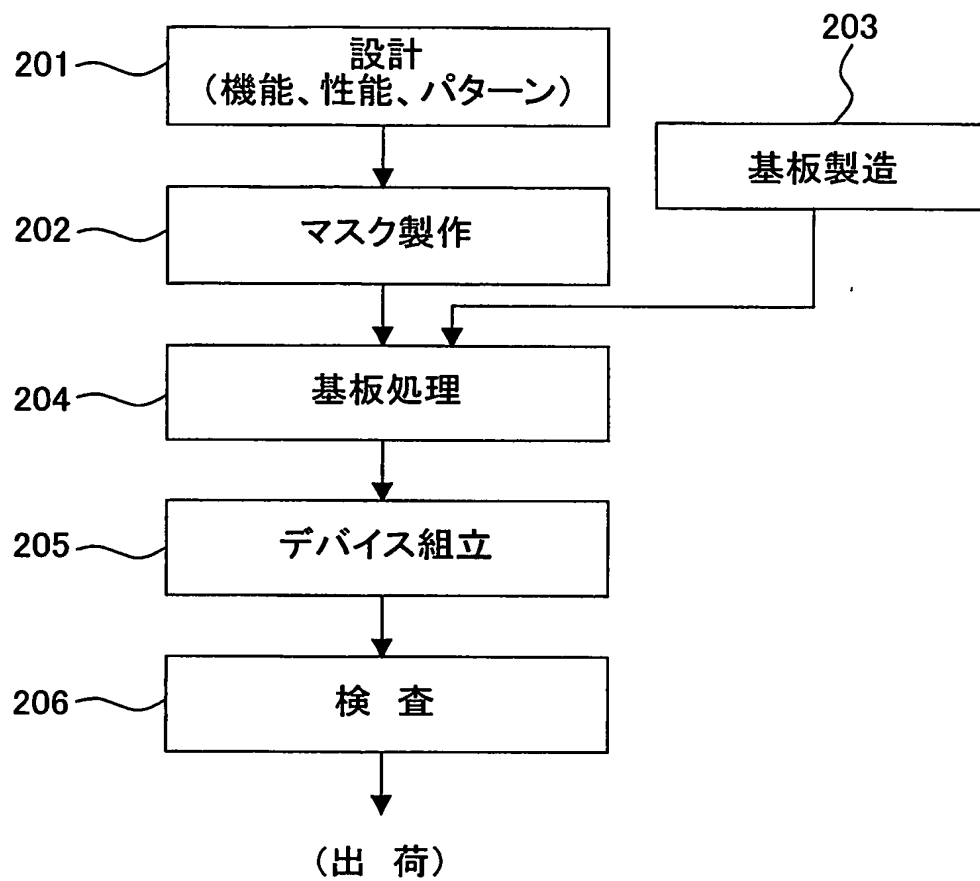 201
設計
(機能、性能、パターン)
203
基板製造
202
マスク製作
204
基板処理
205
デバイス組立
206
検 査
(出 荷)